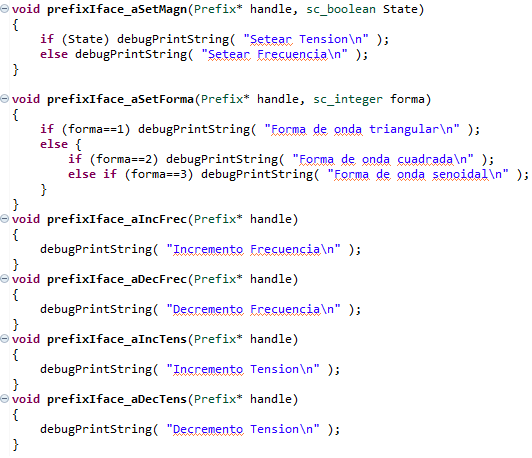 void prefixIface_aSetMagn(Prefix* handle, sc_boolean State)
{
    if (State) debugPrintString( "Setear Tension\n" );
    else debugPrintString( "Setear Frecuencia\n" );
}
void prefixIface_aSetForma(Prefix* handle, sc_integer forma)
{
    if (forma==1) debugPrintString( "Forma de onda triangular\n" );
    else {
        if (forma==2) debugPrintString( "Forma de onda cuadrada\n" );
        else if (forma==3) debugPrintString( "Forma de onda senoidal\n" );
    }
}
void prefixIface_aIncFrec(Prefix* handle)
{
    debugPrintString( "Incremento Frecuencia\n" );
}
void prefixIface_aDecFrec(Prefix* handle)
{
    debugPrintString( "Decremento Frecuencia\n" );
}
void prefixIface_aIncTens(Prefix* handle)
{
    debugPrintString( "Incremento Tension\n" );
}
void prefixIface_aDecTens(Prefix* handle)
{
    debugPrintString( "Decremento Tension\n" );
}